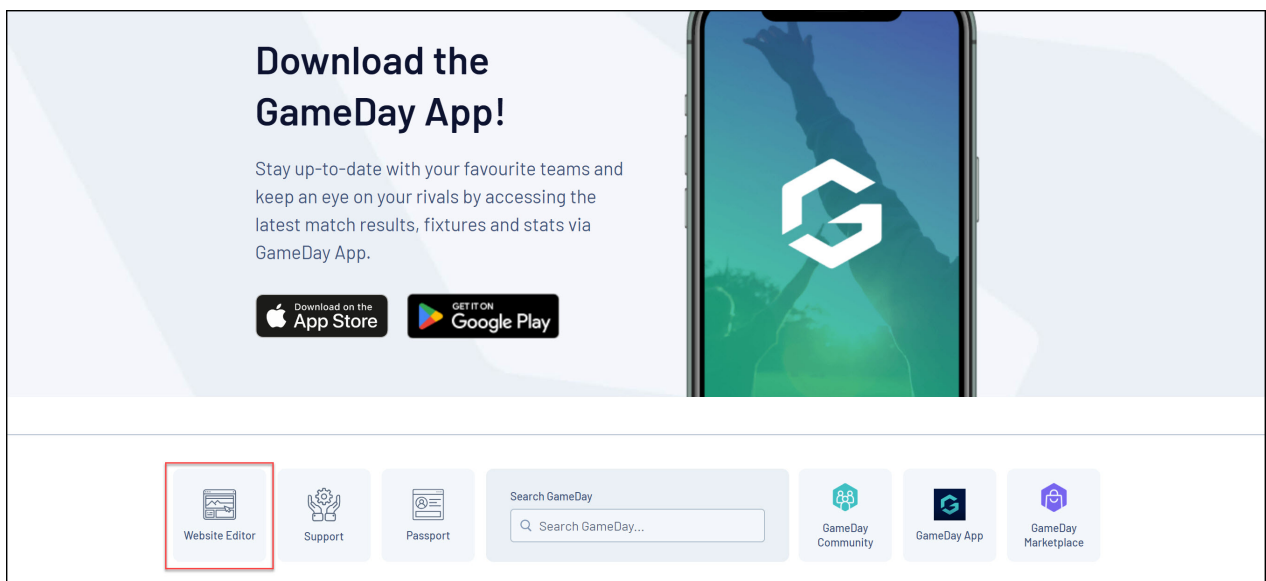 Download the
GameDay App!
Stay up-to-date with your favourite teams and
keep an eye on your rivals by accessing the
latest match results, fixtures and stats via
GameDay App.
Download on the
App Store
GET IT ON
Google Play
G
Website Editor
Support
Passport
Search GameDay
Search GameDay...
GameDay
Community
GameDay App
GameDay
Marketplace